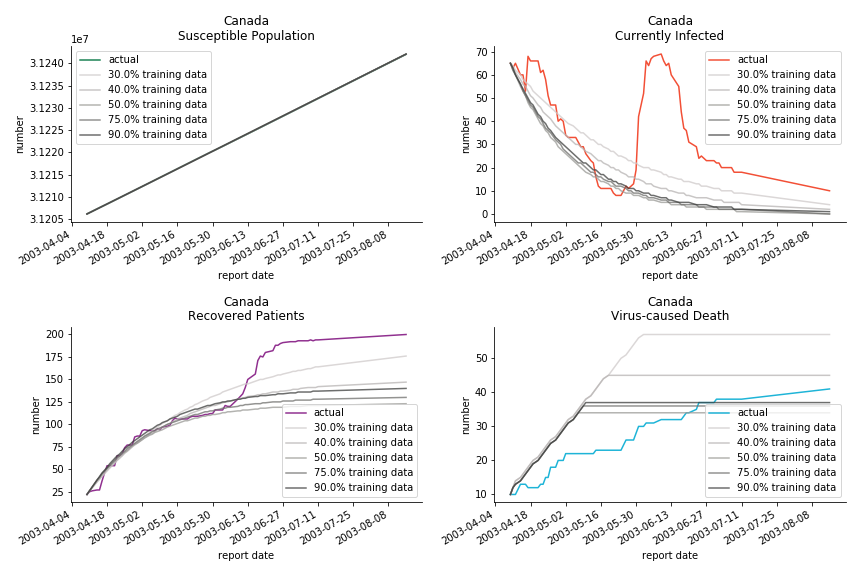 Canada
Susceptible Population
1e7
actual
30.0% training data
40.0% training data
50.0% training data
75.0% training data
90.0% training data
3.1240
3.1235
3.1230
3.1225
3.1220
3.1215
3.1210
3.1205
number
2003-04-04
2003-04-18
2003-05-02
2003-05-16
2003-05-30
2003-06-13
2003-06-27
2003-07-11
2003-07-25
2003-08-08
report date
Canada
Currently Infected
actual
30.0% training data
40.0% training data
50.0% training data
75.0% training data
90.0% training data
70
60
50
40
30
20
10
0
number
2003-04-04
2003-04-18
2003-05-02
2003-05-16
2003-05-30
2003-06-13
2003-06-27
2003-07-11
2003-07-25
2003-08-08
report date
Canada
Recovered Patients
200
175
150
125
100
75
50
25
number
actual
30.0% training data
40.0% training data
50.0% training data
75.0% training data
90.0% training data
2003-04-04
2003-04-18
2003-05-02
2003-05-16
2003-05-30
2003-06-13
2003-06-27
2003-07-11
2003-07-25
2003-08-08
report date
Canada
Virus-caused Death
50
40
30
20
10
number
actual
30.0% training data
40.0% training data
50.0% training data
75.0% training data
90.0% training data
2003-04-04
2003-04-18
2003-05-02
2003-05-16
2003-05-30
2003-06-13
2003-06-27
2003-07-11
2003-07-25
2003-08-08
report date